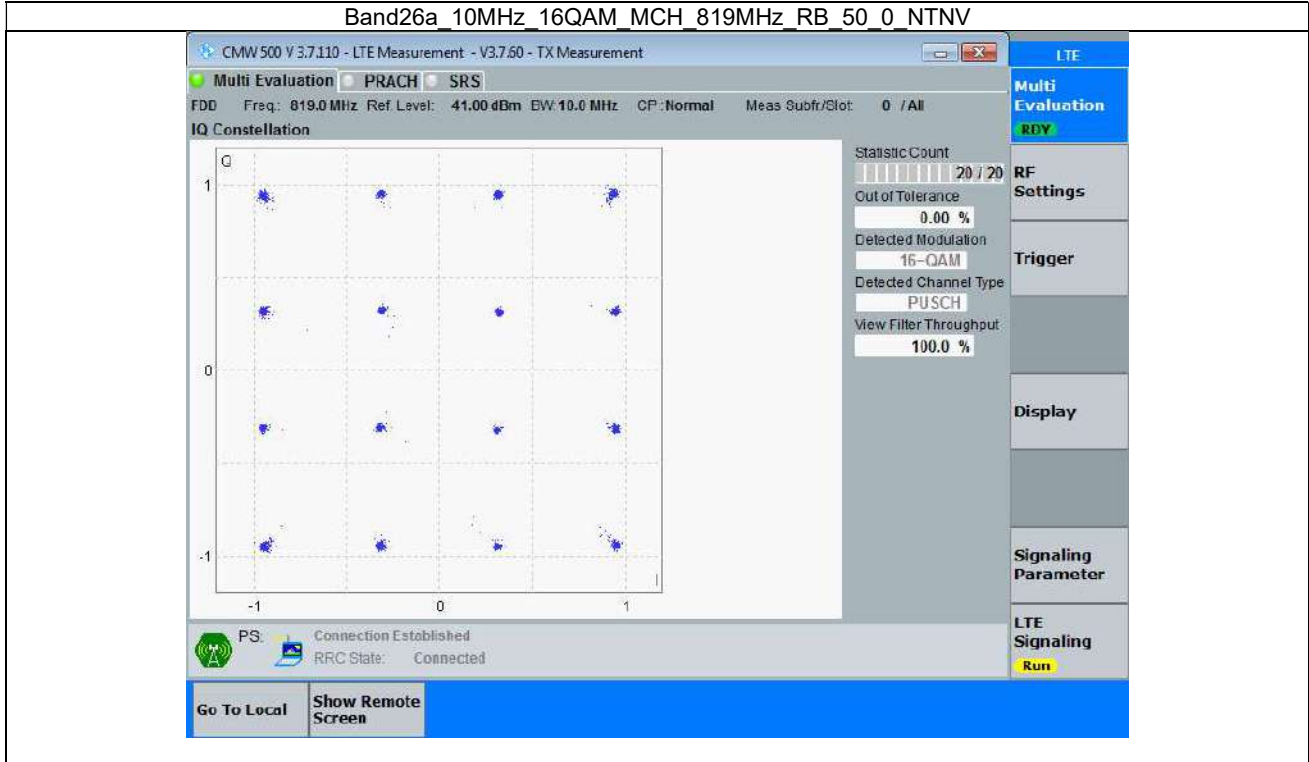 Band26a_10MHz_16QAM_MCH_819MHz_RB_50_0_NTNV
CMW 500 V 3.7.110 - LTE Measurement - V3.7.60 - TX Measurement
LTE
Multi Evaluation PRACH SRS
Multi
Evaluation
RDY
FDD Freq.: 819.0 MHz Ref. Level: 41.00 dBm BW: 10.0 MHz CP: Normal Meas Subfr/Slot: 0 / All
IQ Constellation
Q
1
0
-1
-1
0
1
I
Statistic Count
20 / 20
Out of Tolerance
0.00 %
Detected Modulation
16-QAM
Detected Channel Type
PUSCH
View Filter Throughput
100.0 %
RF
Settings
Trigger
Display
Signaling
Parameter
LTE
Signaling
Run
PS: Connection Established
RRC State: Connected
Go To Local
Show Remote
Screen